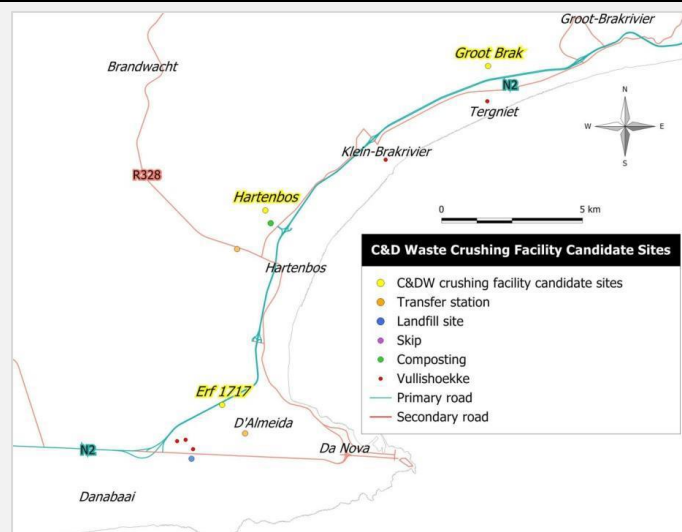 Groot-Brakrivier
Groot Brak
Brandwacht
N2
Tergniet
N
W E
S
Klein-Brakrivier
R328
Hartenbos
0 5 km
C&D Waste Crushing Facility Candidate Sites
Hartenbos
C&DW crushing facility candidate sites
Transfer station
Landfill site
Skip
Composting
Vullishoekke
Primary road
Secondary road
Erf 1717
D'Almeida
N2
Da Nova
Danabaai